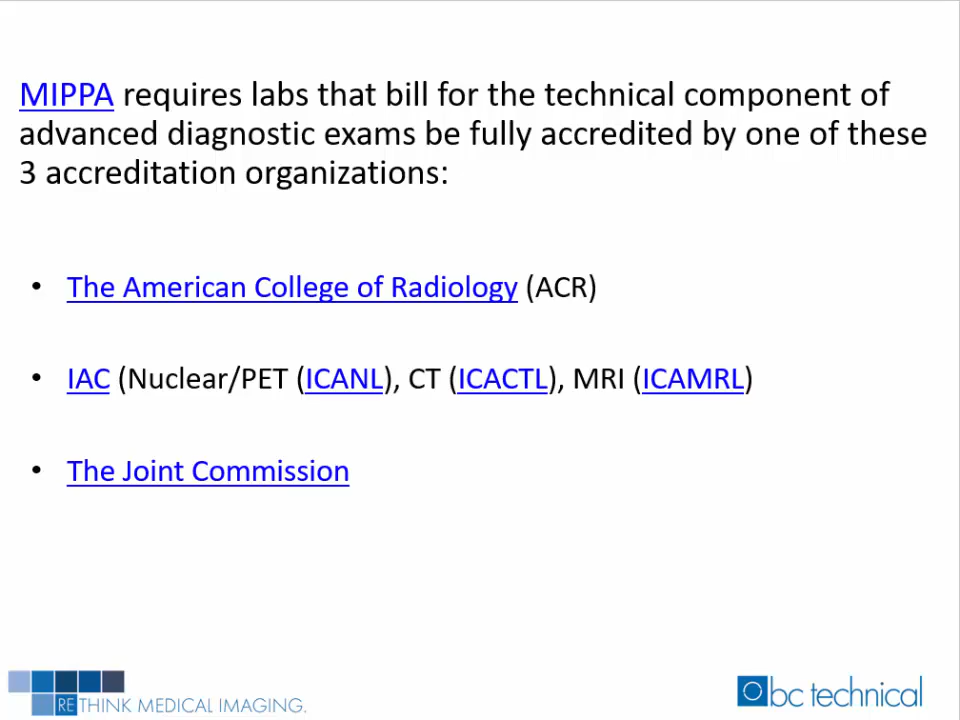 MIPPA requires labs that bill for the technical component of
advanced diagnostic exams be fully accredited by one of these
3 accreditation organizations:
• The American College of Radiology (ACR)
• IAC (Nuclear/PET (ICANL), CT (ICACTL), MRI (ICAMRL)
• The Joint Commission
RETHINK MEDICAL IMAGING.
bc technical